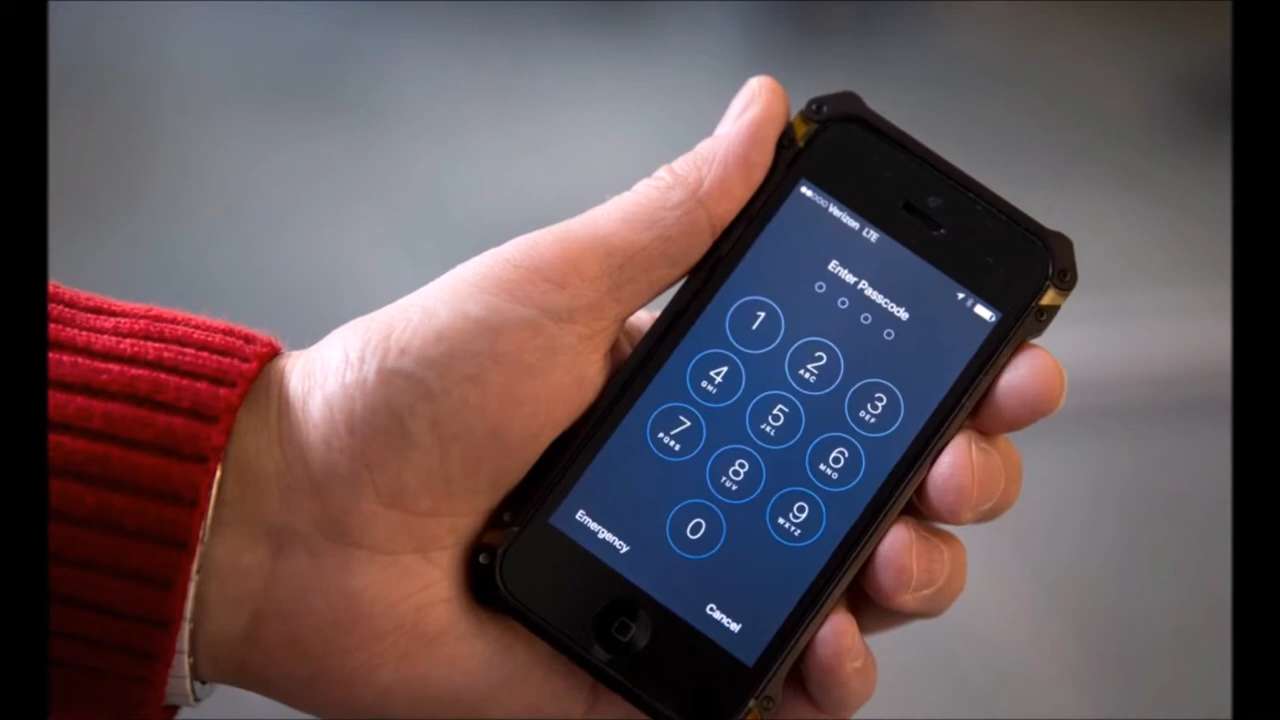 Verizon LTE
Enter Passcode
1
2
ABC
3
DEF
4
GHI
5
JKL
6
MNO
7
PQRS
8
TUV
9
WXYZ
0
Emergency
Cancel